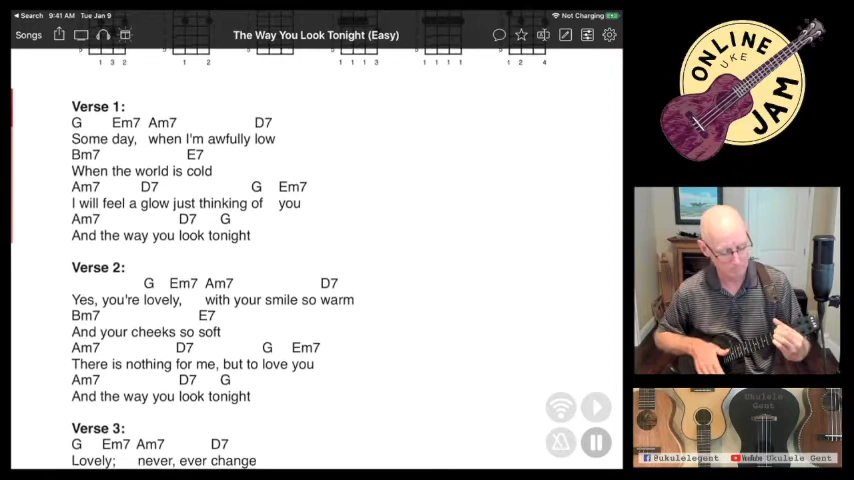 Search 9:41 AM Tue Jan 9
Not Charging
Songs
The Way You Look Tonight (Easy)
1 3 2
1 2
1 1 1 3
1 1 1 1
1 2 4
Verse 1:
G Em7 Am7 D7
Some day, when I'm awfully low
Bm7 E7
When the world is cold
Am7 D7 G Em7
I will feel a glow just thinking of you
Am7 D7 G
And the way you look tonight
Verse 2:
G Em7 Am7 D7
Yes, you're lovely, with your smile so warm
Bm7 E7
And your cheeks so soft
Am7 D7 G Em7
There is nothing for me, but to love you
Am7 D7 G
And the way you look tonight
Verse 3:
G Em7 Am7 D7
Lovely; never, ever change
ONLINE
UKE
JAM
Ukulele
Gent
@ukulelegent YouTube Ukulele Gent